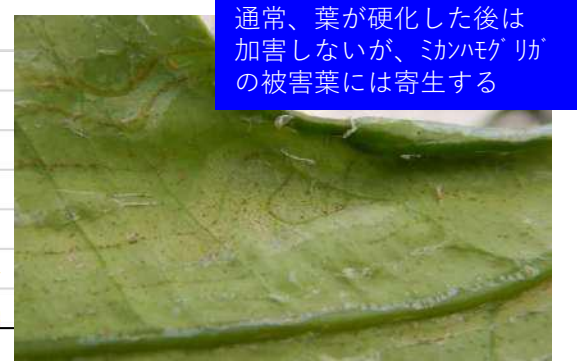 通常、葉が硬化した後は
加害しないが、ﾐｶﾝﾊﾓｸﾞﾘｶﾞ
の被害葉には寄生する